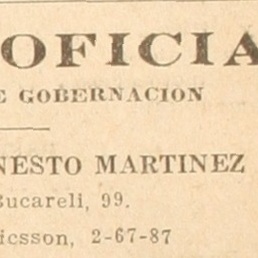 OFICIA
E GOBERNACION
NESTO MARTINEZ
Bucareli, 99.
icsson, 2-67-87